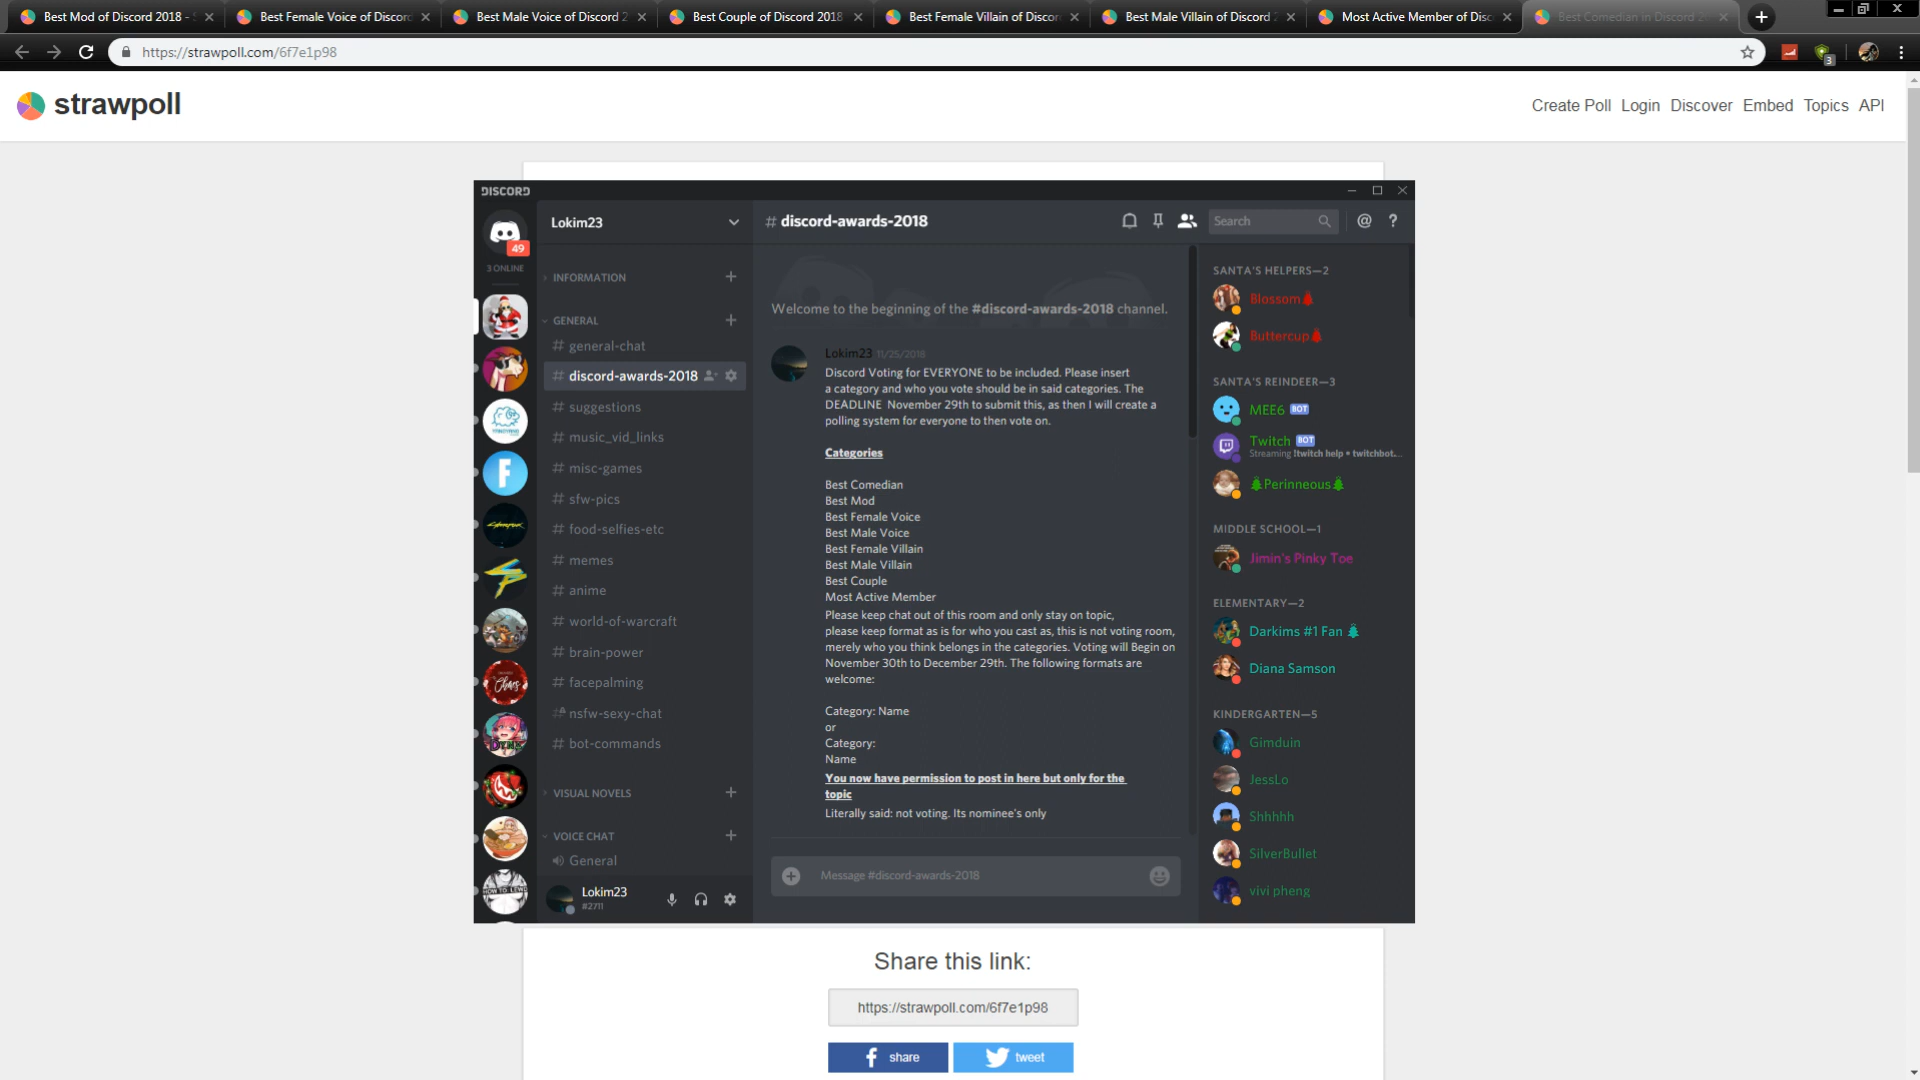 Best Mod of Discord 2018 -
Best Female Voice of Discord
Best Male Voice of Discord 2
Best Couple of Discord 2018
Best Female Villain of Discor
Best Male Villain of Discord
Most Active Member of Disc
Best Comedian in Discord 2
https://strawpoll.com/6f7e1p98
3
strawpoll
Create Poll Login Discover Embed Topics API
DISCORD
49
3 ONLINE
Lokim23
INFORMATION
GENERAL
# general-chat
# discord-awards-2018
# suggestions
# music_vid_links
# misc-games
# sfw-pics
# food-selfies-etc
# memes
# anime
# world-of-warcraft
# brain-power
# facepalming
# nsfw-sexy-chat
# bot-commands
VISUAL NOVELS
VOICE CHAT
General
Lokim23
#2711
# discord-awards-2018
Search
@ ?
Welcome to the beginning of the #discord-awards-2018 channel.
Lokim23 11/25/2018
Discord Voting for EVERYONE to be included. Please insert
a category and who you vote should be in said categories. The
DEADLINE November 29th to submit this, as then I will create a
polling system for everyone to then vote on.
Categories
Best Comedian
Best Mod
Best Female Voice
Best Male Voice
Best Female Villain
Best Male Villain
Best Couple
Most Active Member
Please keep chat out of this room and only stay on topic,
please keep format as is for who you cast as, this is not voting room,
merely who you think belongs in the categories. Voting will Begin on
November 30th to December 29th. The following formats are
welcome:
Category: Name
or
Category:
Name
You now have permission to post in here but only for the
topic
Literally said: not voting. Its nominee's only
Message #discord-awards-2018
SANTA'S HELPERS—2
Blossom
Buttercup
SANTA'S REINDEER—3
MEE6 BOT
Twitch BOT
Streaming !twitch help • twitchbot...
Perinneous
MIDDLE SCHOOL—1
Jimin's Pinky Toe
ELEMENTARY—2
Darkims #1 Fan
Diana Samson
KINDERGARTEN—5
Gimduin
JessLo
Shhhhh
SilverBullet
vivi pheng
Share this link:
https://strawpoll.com/6f7e1p98
share
tweet